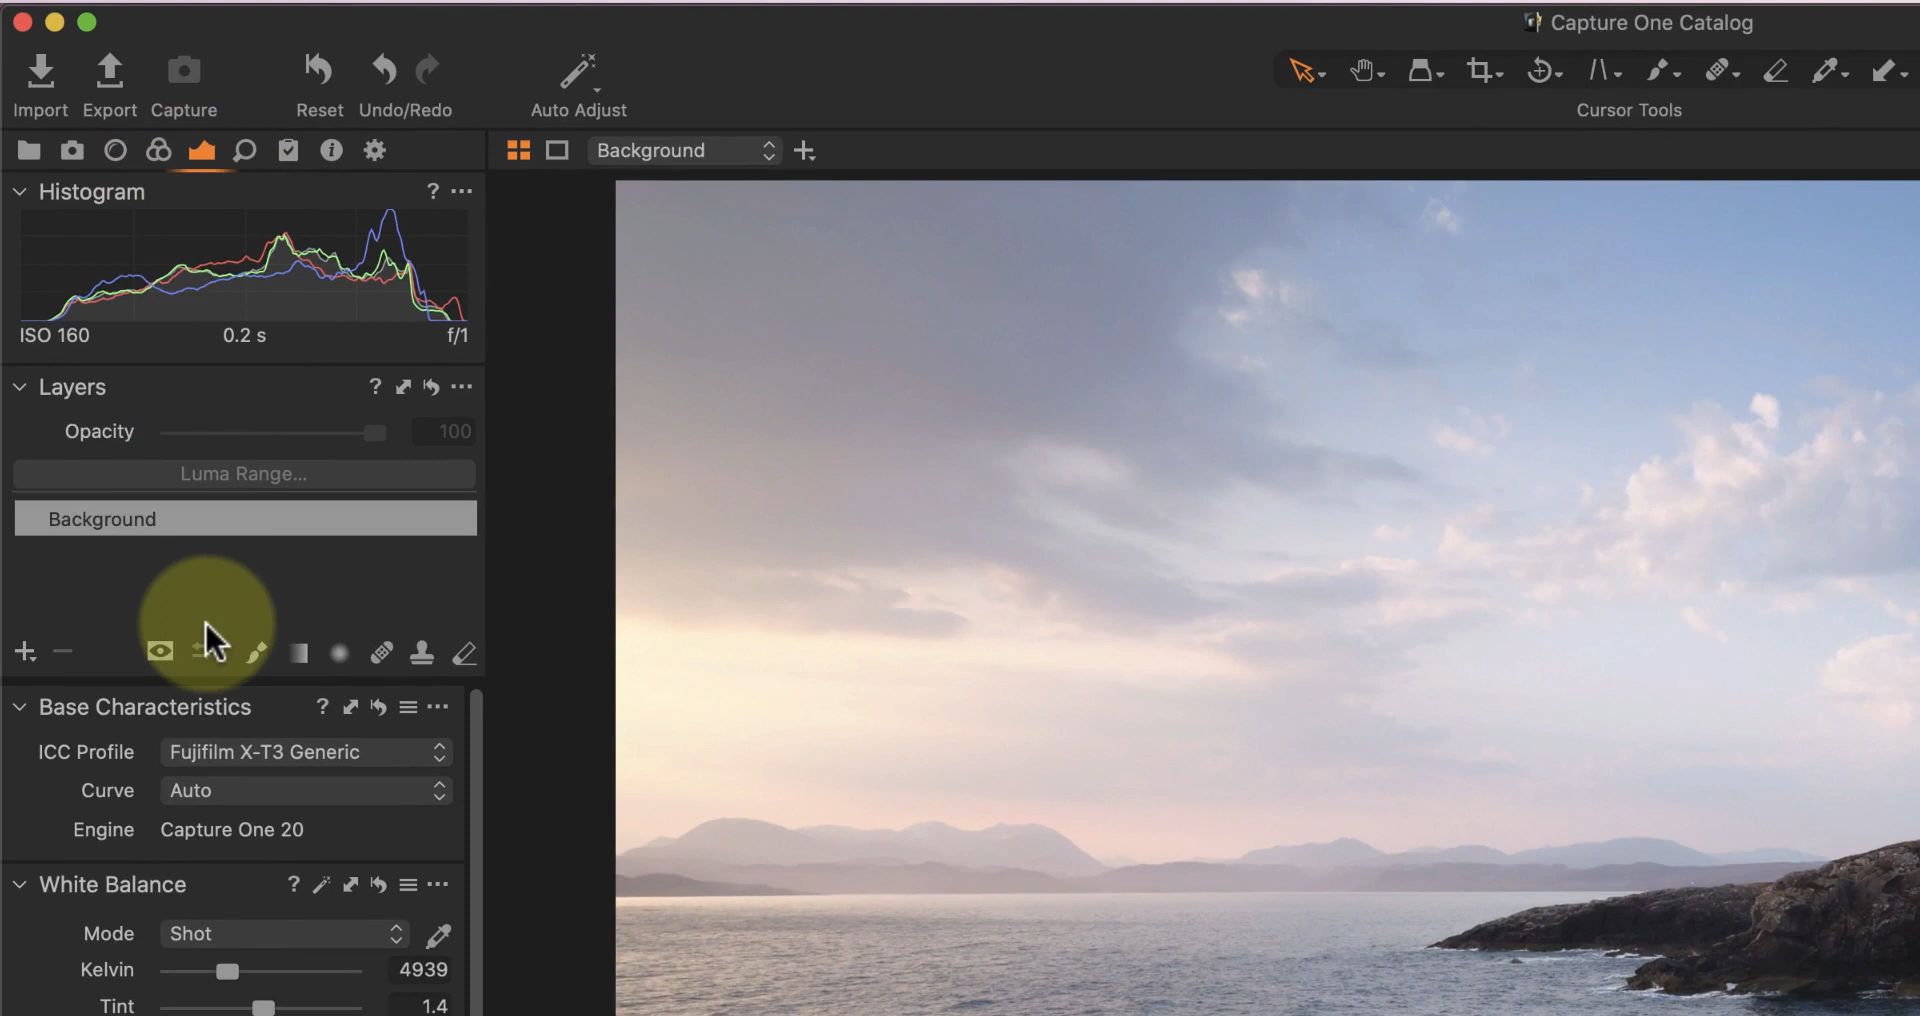 Capture One Catalog
Import Export Capture Reset Undo/Redo Auto Adjust Cursor Tools
Background
Histogram ?
ISO 160 0.2 s f/1
Layers ?
Opacity 100
Luma Range...
Background
Base Characteristics ?
ICC Profile Fujifilm X-T3 Generic
Curve Auto
Engine Capture One 20
White Balance ?
Mode Shot
Kelvin 4939
Tint 1.4